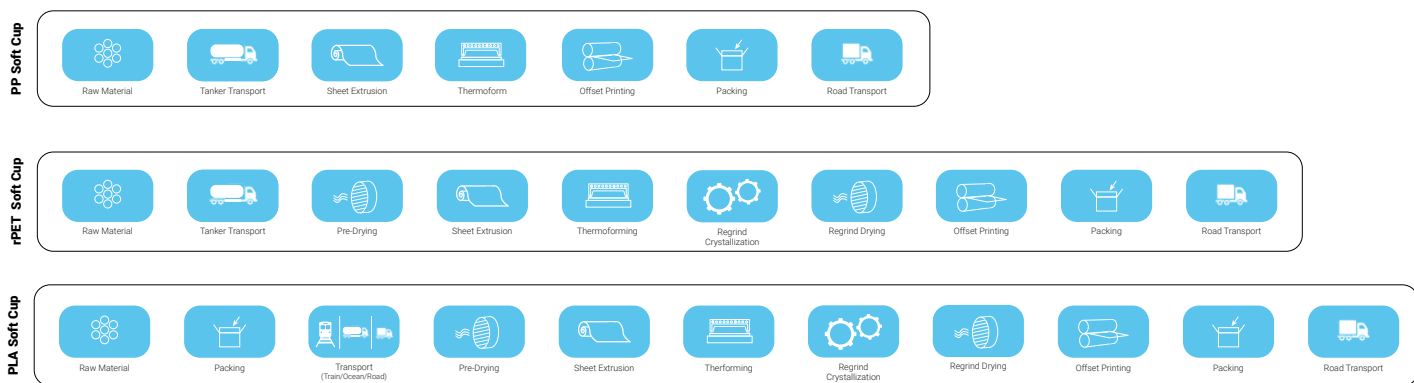 PP Soft Cup
Raw Material
Tanker Transport
Sheet Extrusion
Thermoform
Offset Printing
Packing
Road Transport
rPET Soft Cup
Raw Material
Tanker Transport
Pre-Drying
Sheet Extrusion
Thermoforming
Regrind
Crystallization
Regrind Drying
Offset Printing
Packing
Road Transport
PLA Soft Cup
Raw Material
Packing
Transport
(Train/Ocean/Road)
Pre-Drying
Sheet Extrusion
Therforming
Regrind
Crystallization
Regrind Drying
Offset Printing
Packing
Road Transport